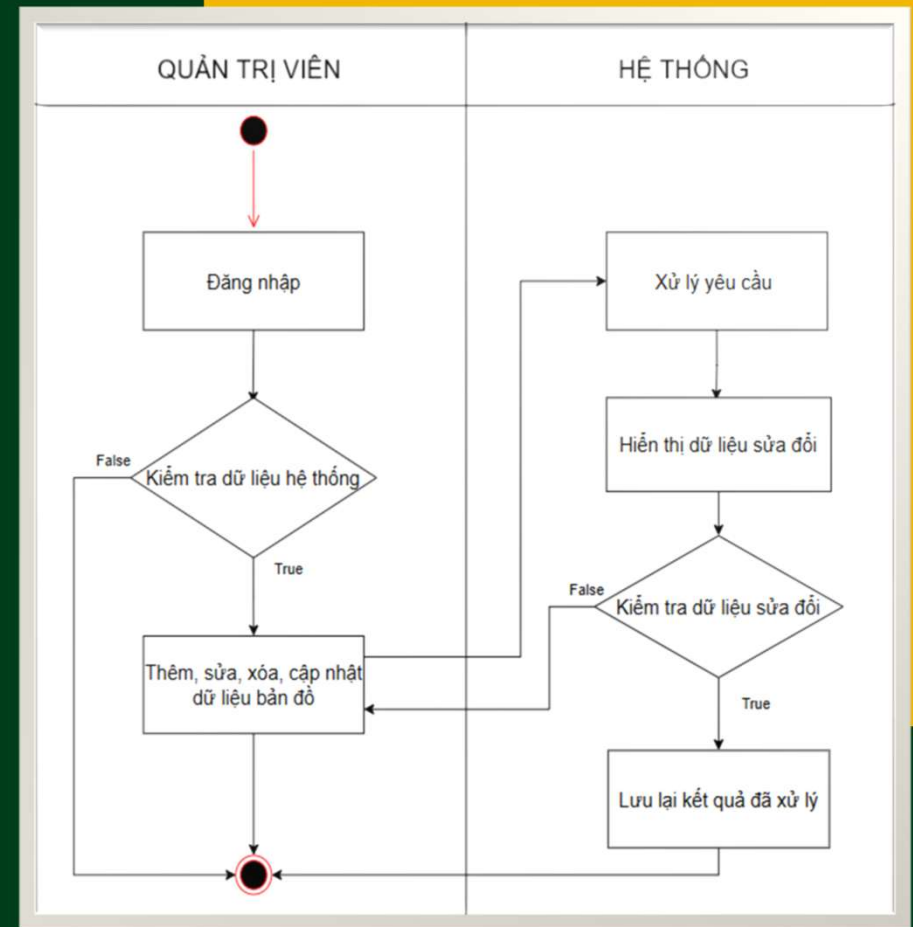 QUẢN TRỊ VIÊN
HỆ THỐNG
Đăng nhập
Kiểm tra dữ liệu hệ thống
False
True
Thêm, sửa, xóa, cập nhật
dữ liệu bản đồ
Xử lý yêu cầu
Hiển thị dữ liệu sửa đổi
False
Kiểm tra dữ liệu sửa đổi
True
Lưu lại kết quả đã xử lý